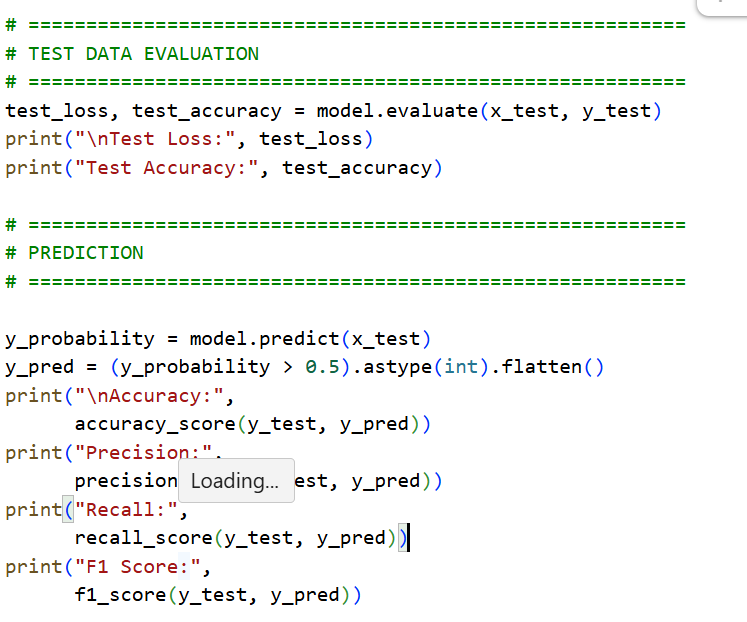 # =========================================================
# TEST DATA EVALUATION
# =========================================================
test_loss, test_accuracy = model.evaluate(x_test, y_test)
print("\nTest Loss:", test_loss)
print("Test Accuracy:", test_accuracy)
# =========================================================
# PREDICTION
# =========================================================
y_probability = model.predict(x_test)
y_pred = (y_probability > 0.5).astype(int).flatten()
print("\nAccuracy:",
accuracy_score(y_test, y_pred))
print("Precision:",
precision Loading... est, y_pred))
print("Recall:",
recall_score(y_test, y_pred))
print("F1 Score:",
f1_score(y_test, y_pred))